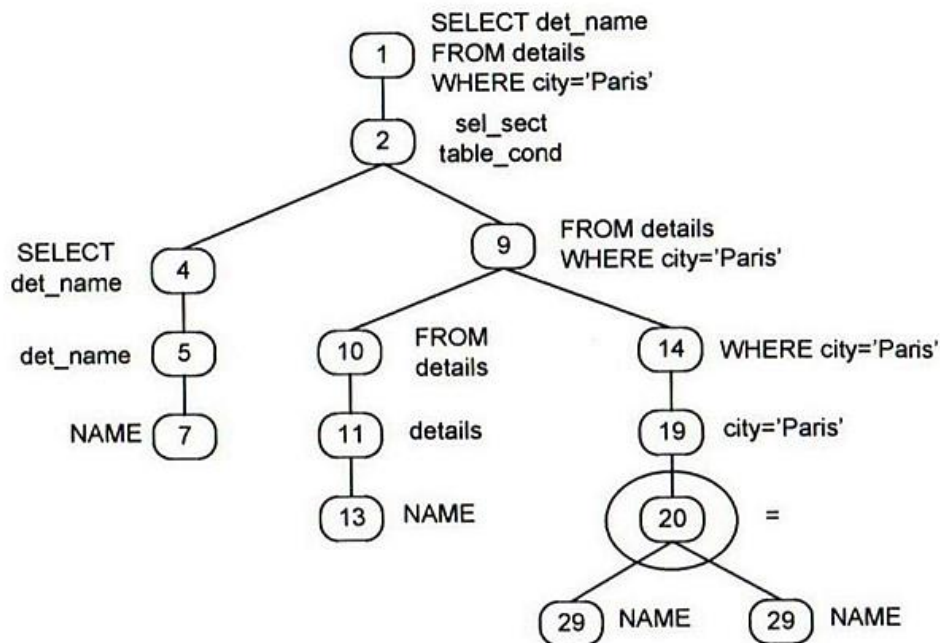 SELECT det_name
1 FROM details
WHERE city='Paris'
2 sel_sect
table_cond
SELECT
det_name
4
9 FROM details
WHERE city='Paris'
det_name 5
10 FROM
details
14 WHERE city='Paris'
NAME 7
11 details
19 city='Paris'
13 NAME
20 =
29 NAME
29 NAME